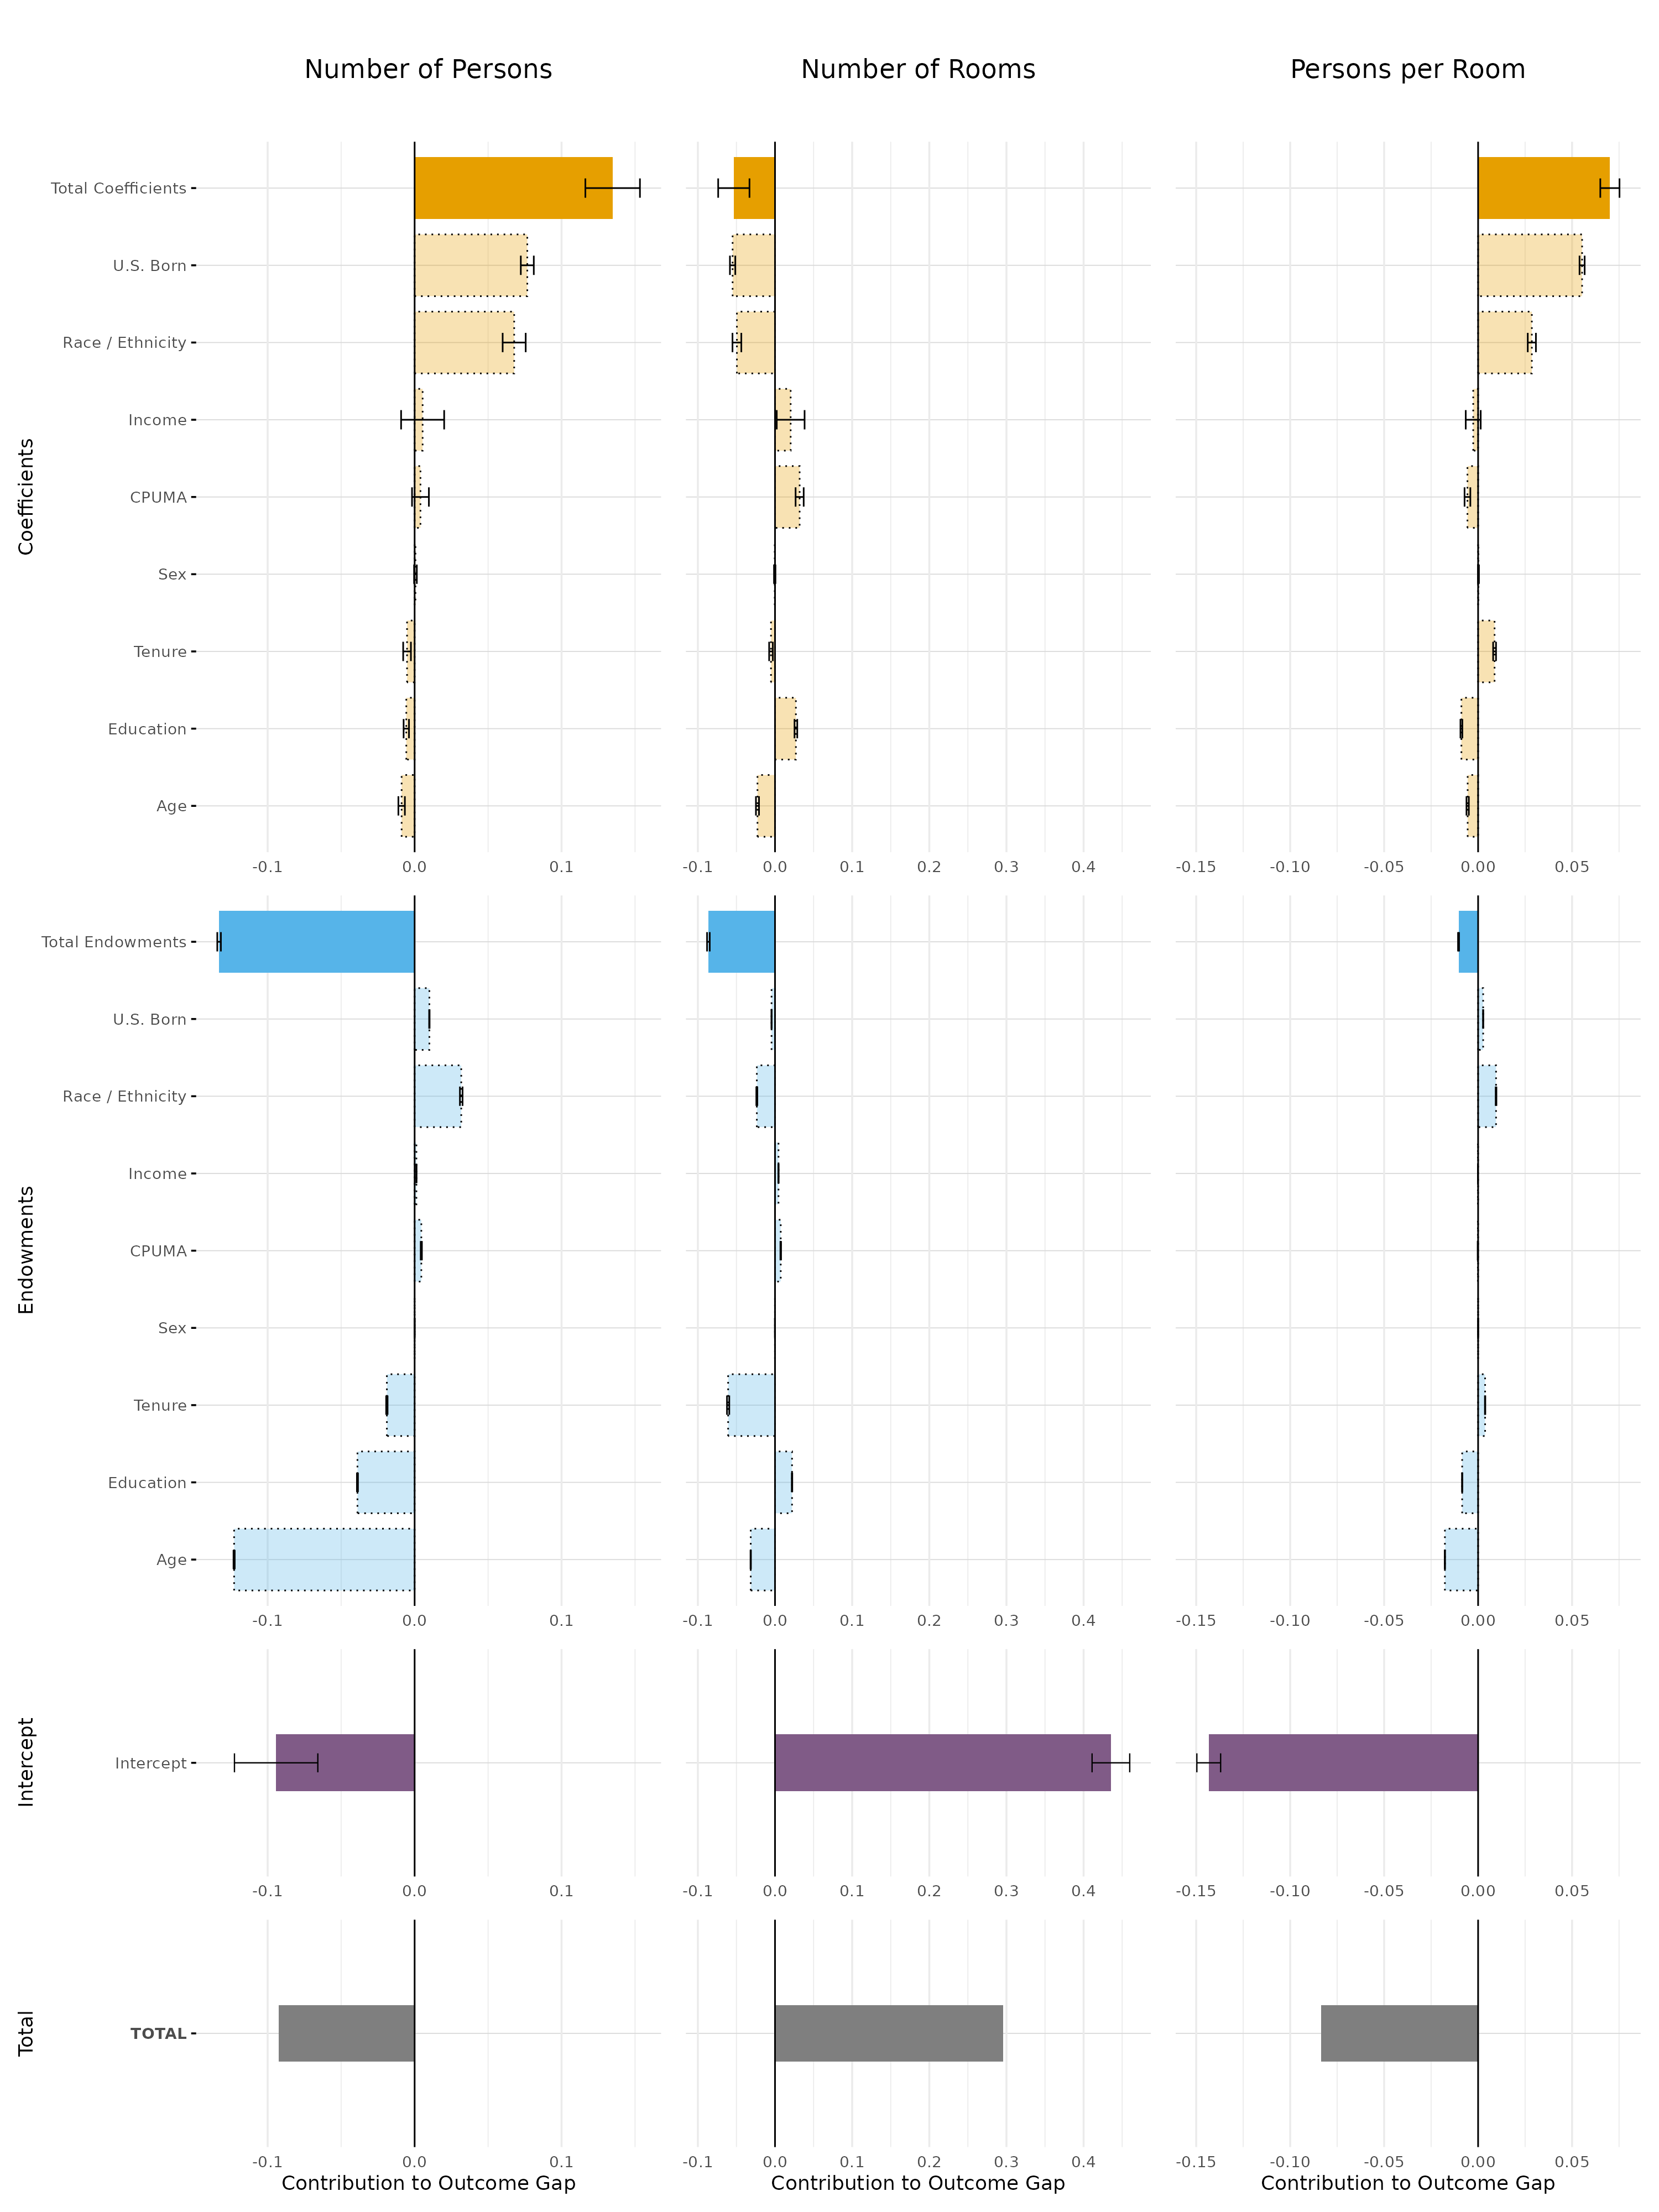 Number of Persons Number of Rooms Persons per Room
Coefficients
Total Coefficients
U.S. Born
Race / Ethnicity
Income
CPUMA
Sex
Tenure
Education
Age
-0.1 0.0 0.1 -0.1 0.0 0.1 0.2 0.3 0.4 -0.15 -0.10 -0.05 0.00 0.05
Endowments
Total Endowments
U.S. Born
Race / Ethnicity
Income
CPUMA
Sex
Tenure
Education
Age
-0.1 0.0 0.1 -0.1 0.0 0.1 0.2 0.3 0.4 -0.15 -0.10 -0.05 0.00 0.05
Intercept
Intercept
-0.1 0.0 0.1 -0.1 0.0 0.1 0.2 0.3 0.4 -0.15 -0.10 -0.05 0.00 0.05
Total
TOTAL
-0.1 0.0 0.1 -0.1 0.0 0.1 0.2 0.3 0.4 -0.15 -0.10 -0.05 0.00 0.05
Contribution to Outcome Gap Contribution to Outcome Gap Contribution to Outcome Gap